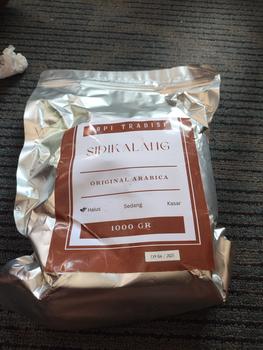 KOPI TRADISI
SIDIKALANG
ORIGINAL ARABICA
Halus Sedang Kasar
1000 GR